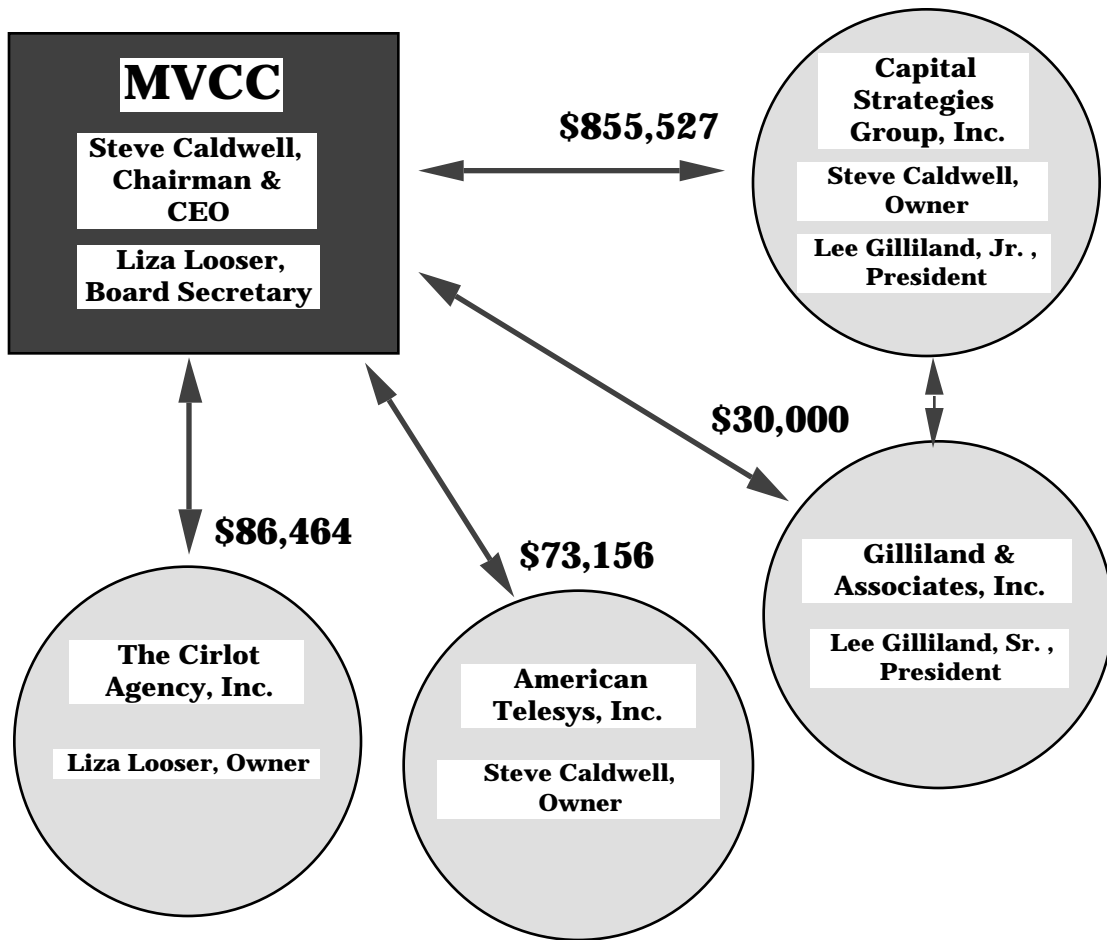 MVCC
Steve Caldwell,
Chairman &
CEO
Liza Looser,
Board Secretary
$855,527
Capital
Strategies
Group, Inc.
Steve Caldwell,
Owner
Lee Gilliland, Jr. ,
President
$30,000
Gilliland &
Associates, Inc.
Lee Gilliland, Sr. ,
President
$86,464
The Cirlot
Agency, Inc.
Liza Looser, Owner
$73,156
American
Telesys, Inc.
Steve Caldwell,
Owner